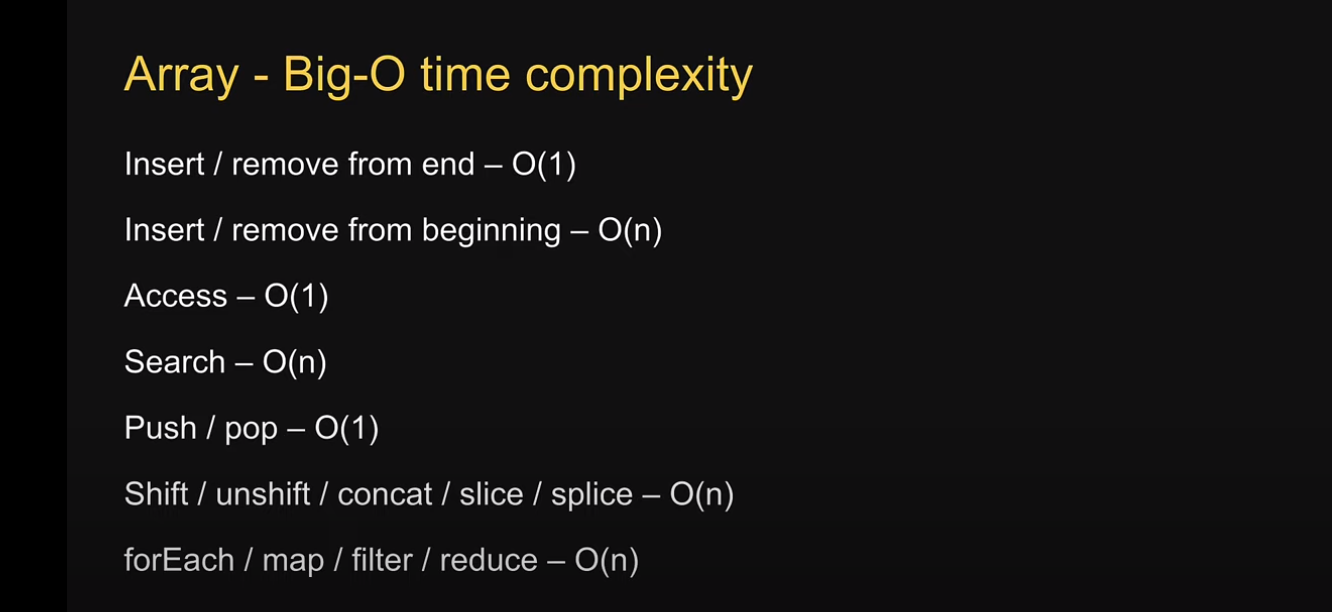 Array - Big-O time complexity
Insert / remove from end – O(1)
Insert / remove from beginning – O(n)
Access – O(1)
Search – O(n)
Push / pop – O(1)
Shift / unshift / concat / slice / splice – O(n)
forEach / map / filter / reduce – O(n)